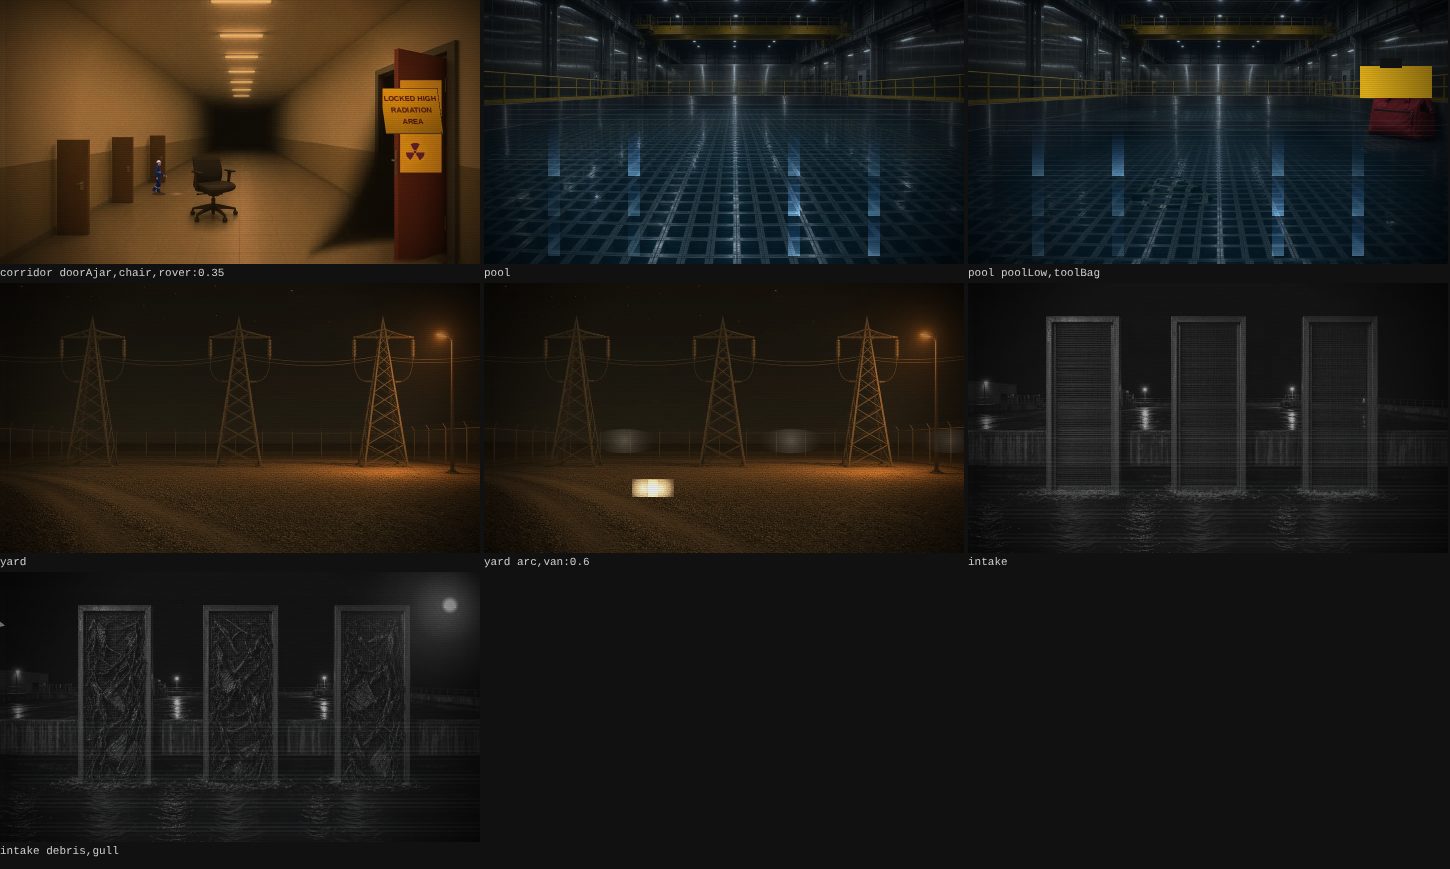 LOCKED HIGH
RADIATION
AREA
corridor doorAjar,chair,rover:0.35
pool
pool poolLow,toolBag
yard
yard arc,van:0.6
intake
intake debris,gull